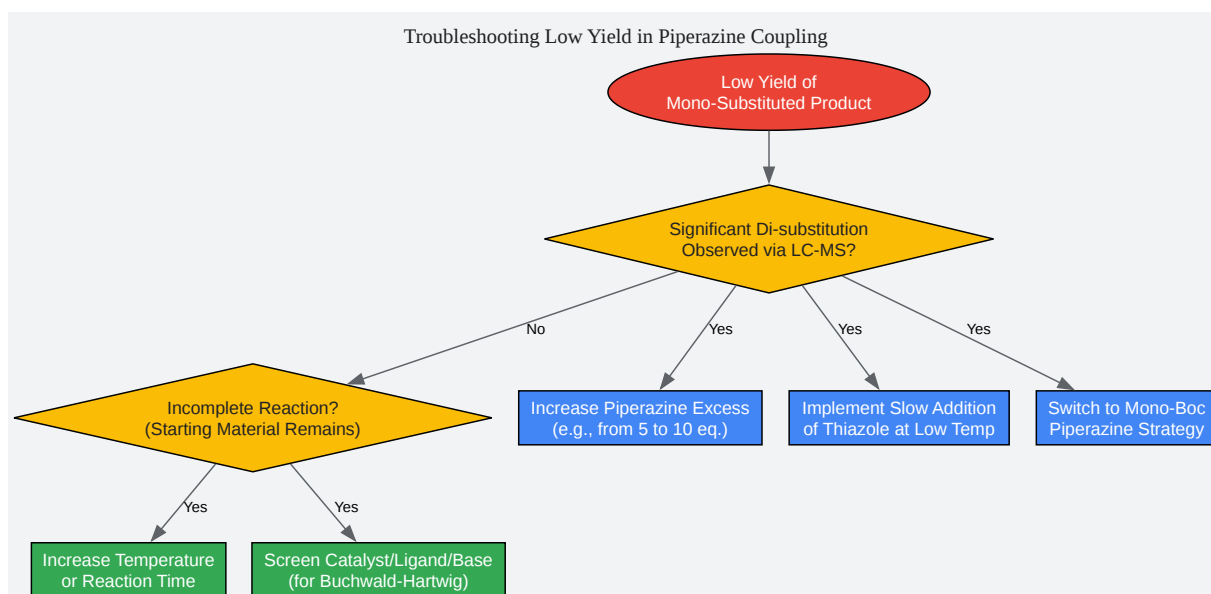 Troubleshooting Low Yield in Piperazine Coupling
Low Yield of
Mono-Substituted Product
Significant Di-substitution
Observed via LC-MS?
No
Yes
Yes
Yes
Incomplete Reaction?
(Starting Material Remains)
Increase Piperazine Excess
(e.g., from 5 to 10 eq.)
Implement Slow Addition
of Thiazole at Low Temp
Switch to Mono-Boc
Piperazine Strategy
Yes
Yes
Increase Temperature
or Reaction Time
Screen Catalyst/Ligand/Base
(for Buchwald-Hartwig)